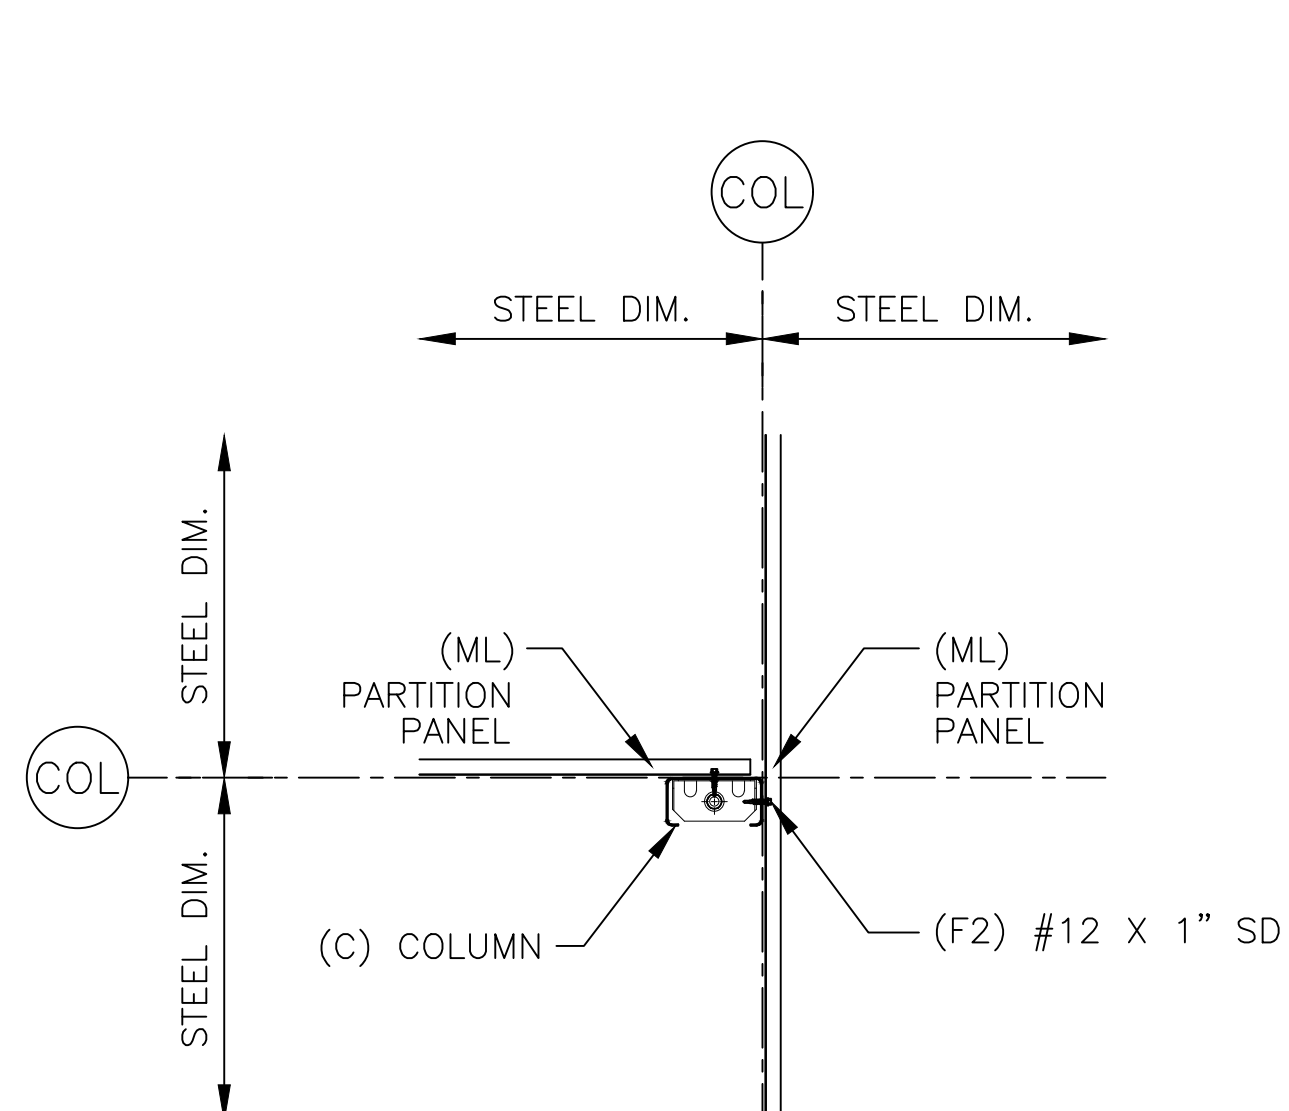 COL
STEEL DIM.
STEEL DIM.
STEEL DIM.
(ML)
PARTITION
PANEL
(ML)
PARTITION
PANEL
COL
STEEL DIM.
(C) COLUMN
(F2) #12 X 1” SD